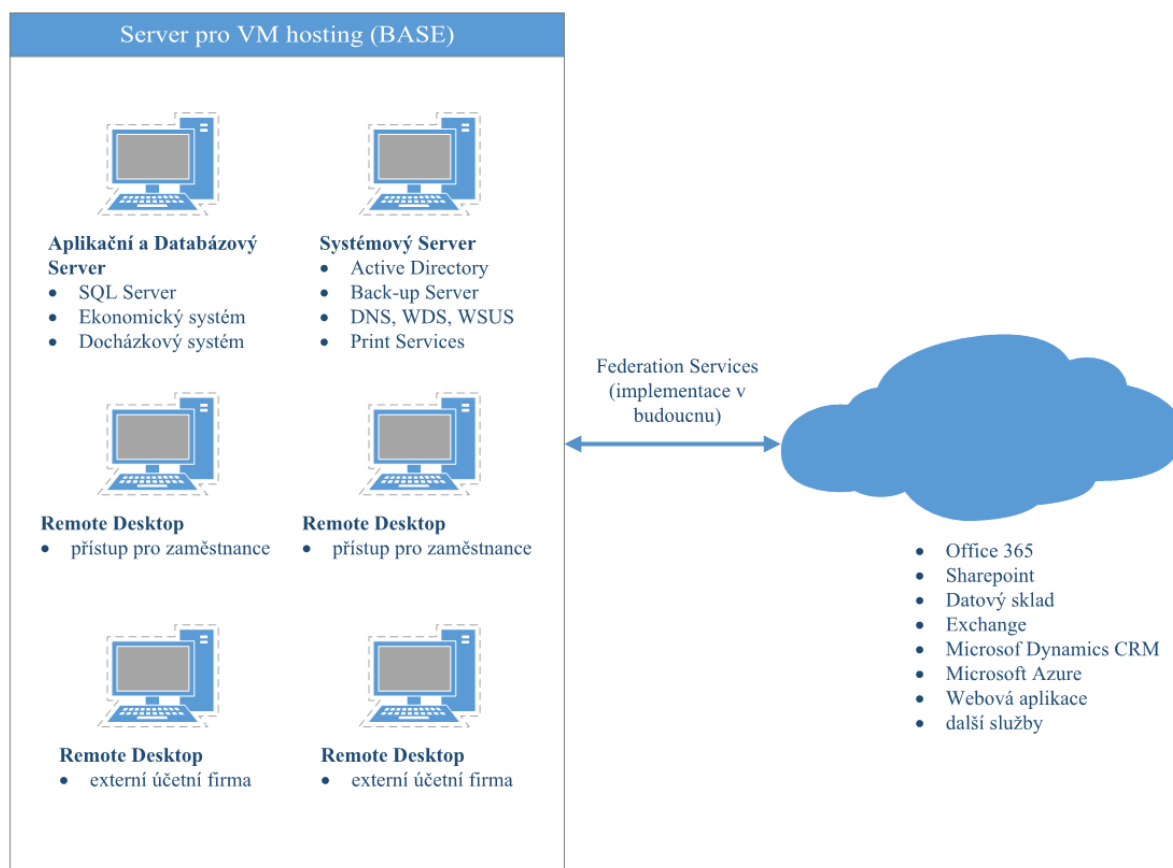 Server pro VM hosting (BASE)
Aplikační a Databázový
Server
• SQL Server
• Ekonomický systém
• Docházkový systém
Systémový Server
• Active Directory
• Back-up Server
• DNS, WDS, WSUS
• Print Services
Remote Desktop
• přístup pro zaměstnance
Remote Desktop
• přístup pro zaměstnance
Remote Desktop
• externí účetní firma
Remote Desktop
• externí účetní firma
Federation Services
(implementace v
budoucnu)
• Office 365
• Sharepoint
• Datový sklad
• Exchange
• Microsof Dynamics CRM
• Microsoft Azure
• Webová aplikace
• další služby